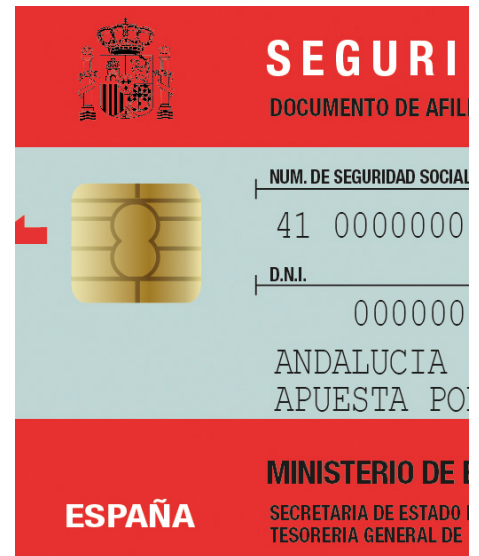 SEGURI
DOCUMENTO DE AFILI
NUM. DE SEGURIDAD SOCIAL
41 0000000
D.N.I.
000000
ANDALUCIA
APUESTA PO
MINISTERIO DE
ESPAÑA
SECRETARIA DE ESTADO
TESORERIA GENERAL DE